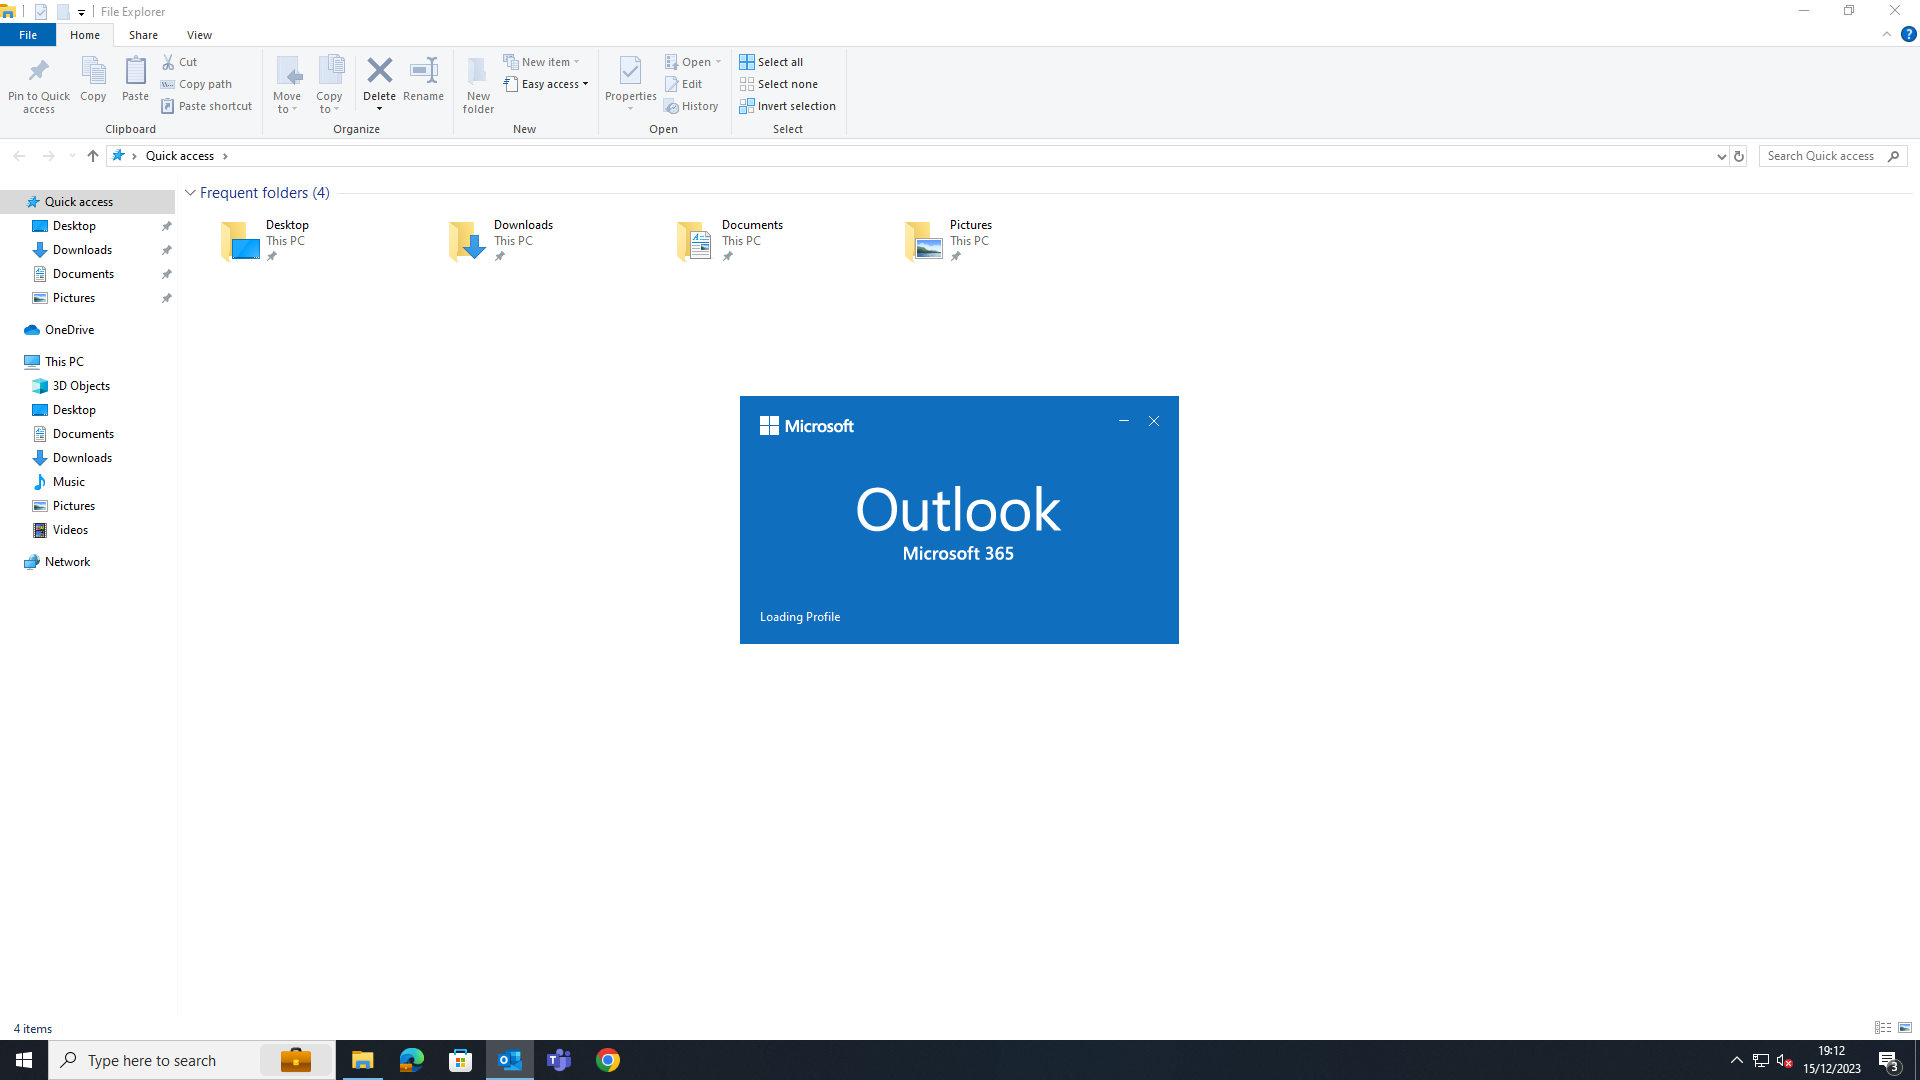 File Explorer
File Home Share View
Pin to Quick access
Copy
Paste
Cut
Copy path
Paste shortcut
Clipboard
Move to
Copy to
Delete
Rename
Organize
New folder
New item
Easy access
New
Properties
Open
Edit
History
Open
Select all
Select none
Invert selection
Select
Quick access
Search Quick access
Quick access
Desktop
Downloads
Documents
Pictures
OneDrive
This PC
3D Objects
Desktop
Documents
Downloads
Music
Pictures
Videos
Network
Frequent folders (4)
Desktop
This PC
Downloads
This PC
Documents
This PC
Pictures
This PC
Microsoft
Outlook
Microsoft 365
Loading Profile
4 items
Type here to search
19:12
15/12/2023
3